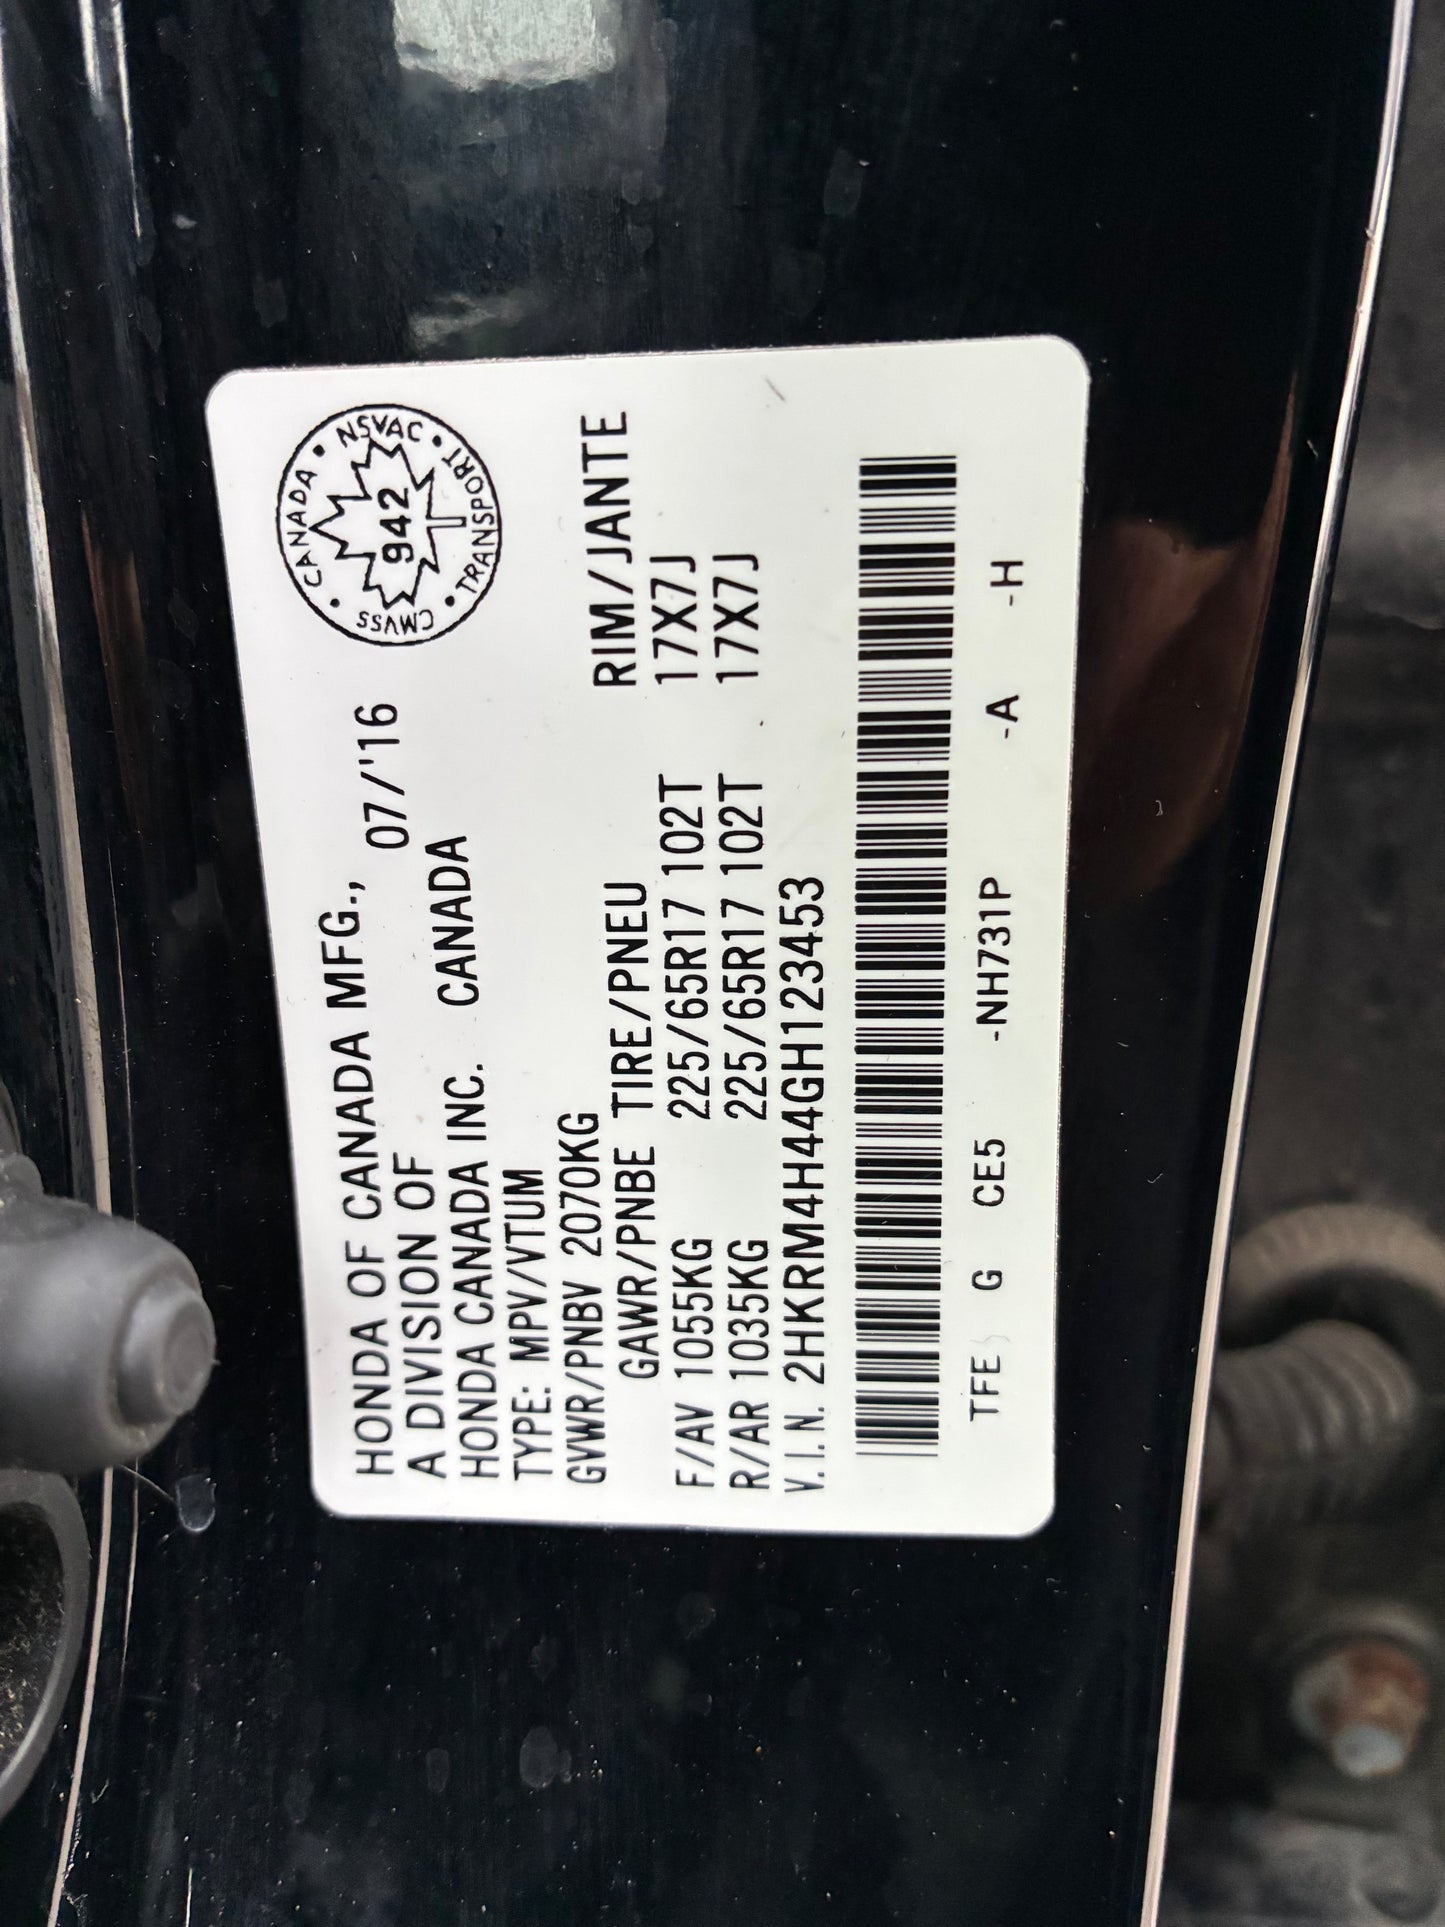 HONDA OF CANADA MFG., 07/'16
A DIVISION OF
HONDA CANADA INC. CANADA
TYPE: MPV/VTUM
GVWR/PNBV 2070KG
GAWR/PNBE TIRE/PNEU RIM/JANTE
F/AV 1055KG 225/65R17 102T 17X7J
R/AR 1035KG 225/65R17 102T 17X7J
V.I.N. 2HKRM4H44GH123453
TFE G CE5 -NH731P -A -H
CANADA • NSVAC • TRANSPORT • CMVSS •
942